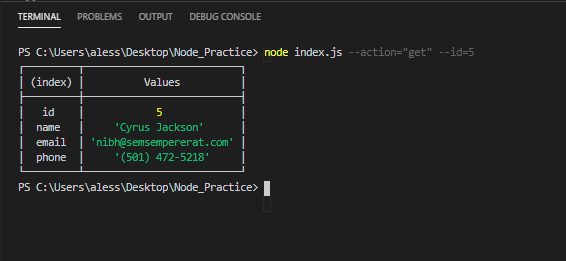 TERMINAL PROBLEMS OUTPUT DEBUG CONSOLE
PS C:\Users\aless\Desktop\Node_Practice> node index.js --action="get" --id=5
(index) Values
id 5
name 'Cyrus Jackson'
email 'nibh@semsempererat.com'
phone '(501) 472-5218'
PS C:\Users\aless\Desktop\Node_Practice>